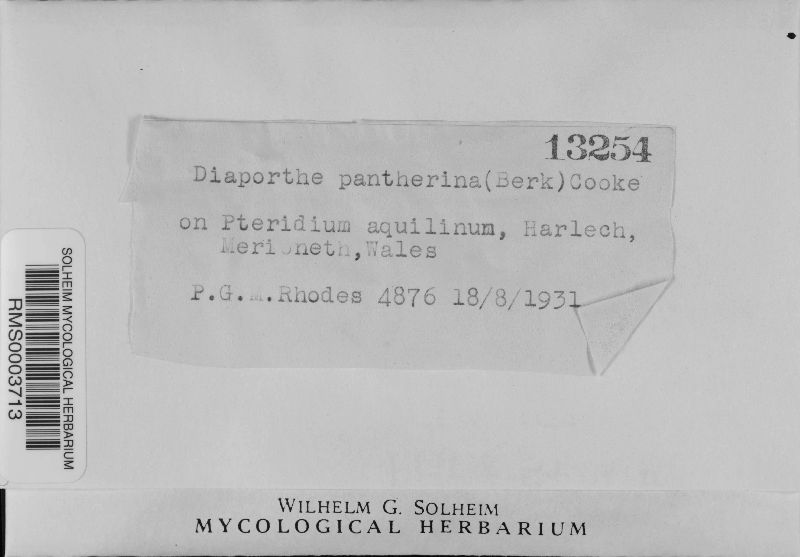 13254
Diaporthe pantherina(Berk)Cooke
on Pteridium aquilinum, Harlech,
Merioneth,Wales
P.G.M.Rhodes 4876 18/8/1931
SOLHEIM MYCOLOGICAL HERBARIUM
RMS0003713
WILHELM G. SOLHEIM
MYCOLOGICAL HERBARIUM